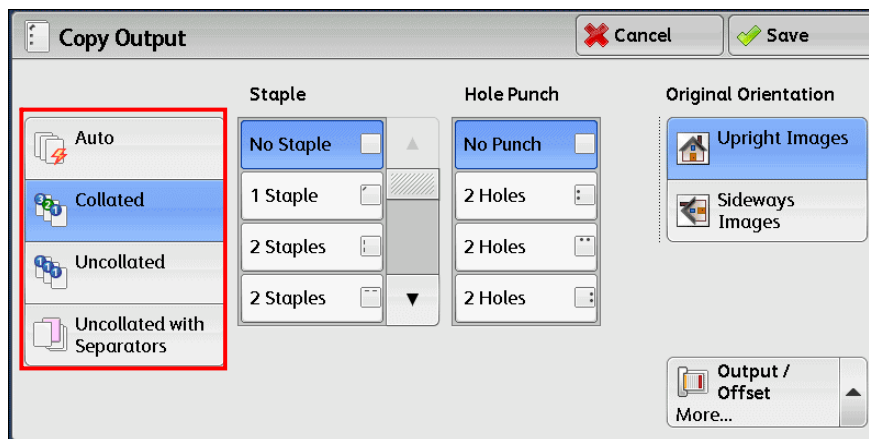 Copy Output
Cancel
Save
Staple
Hole Punch
Original Orientation
Auto
Collated
Uncollated
Uncollated with
Separators
No Staple
1 Staple
2 Staples
2 Staples
No Punch
2 Holes
2 Holes
2 Holes
Upright Images
Sideways
Images
Output /
Offset
More...